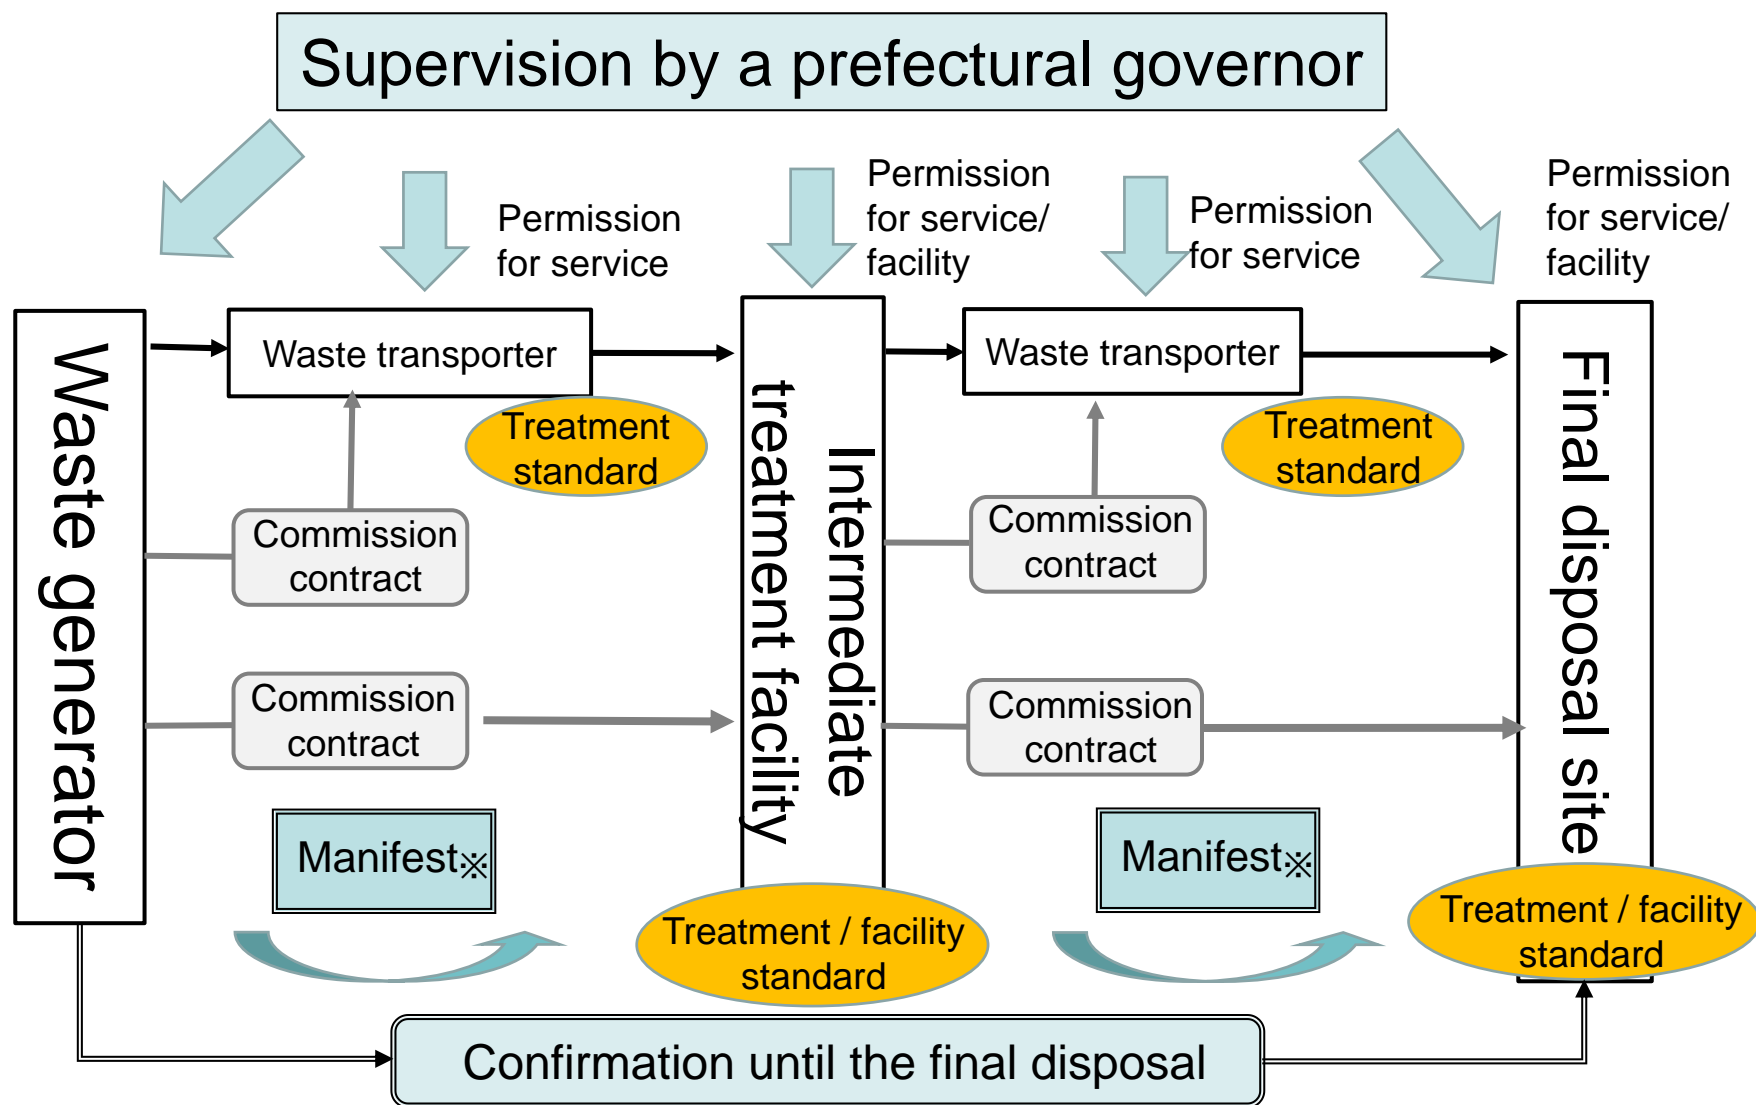 Supervision by a prefectural governor
Permission
for service
Permission
for service/
facility
Permission
for service
Permission
for service/
facility
Waste generator
Waste transporter
Treatment
standard
Commission
contract
Commission
contract
Manifest※
Intermediate
treatment facility
Treatment / facility
standard
Waste transporter
Treatment
standard
Commission
contract
Commission
contract
Manifest※
Final disposal site
Treatment / facility
standard
Confirmation until the final disposal